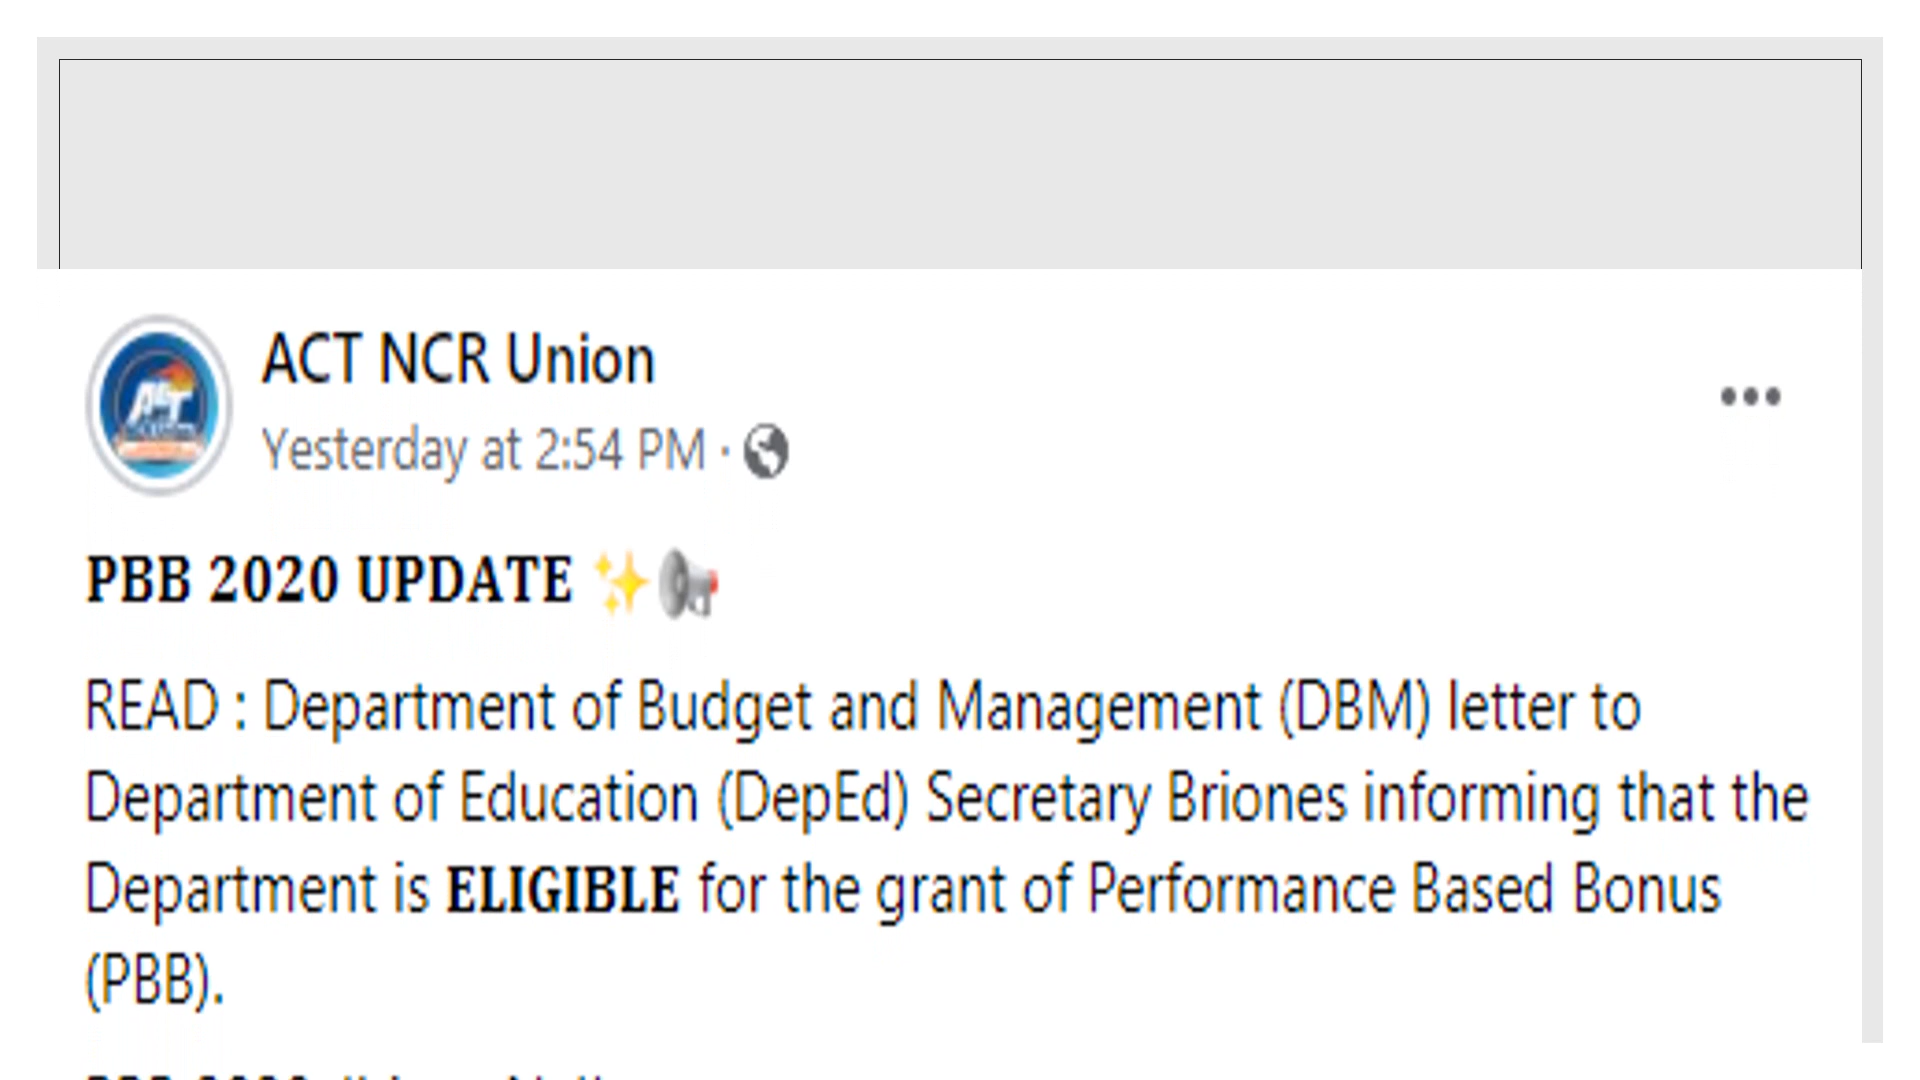 ACT NCR Union
Yesterday at 2:54 PM ·
PBB 2020 UPDATE ✨📢
READ : Department of Budget and Management (DBM) letter to
Department of Education (DepEd) Secretary Briones informing that the
Department is ELIGIBLE for the grant of Performance Based Bonus
(PBB).